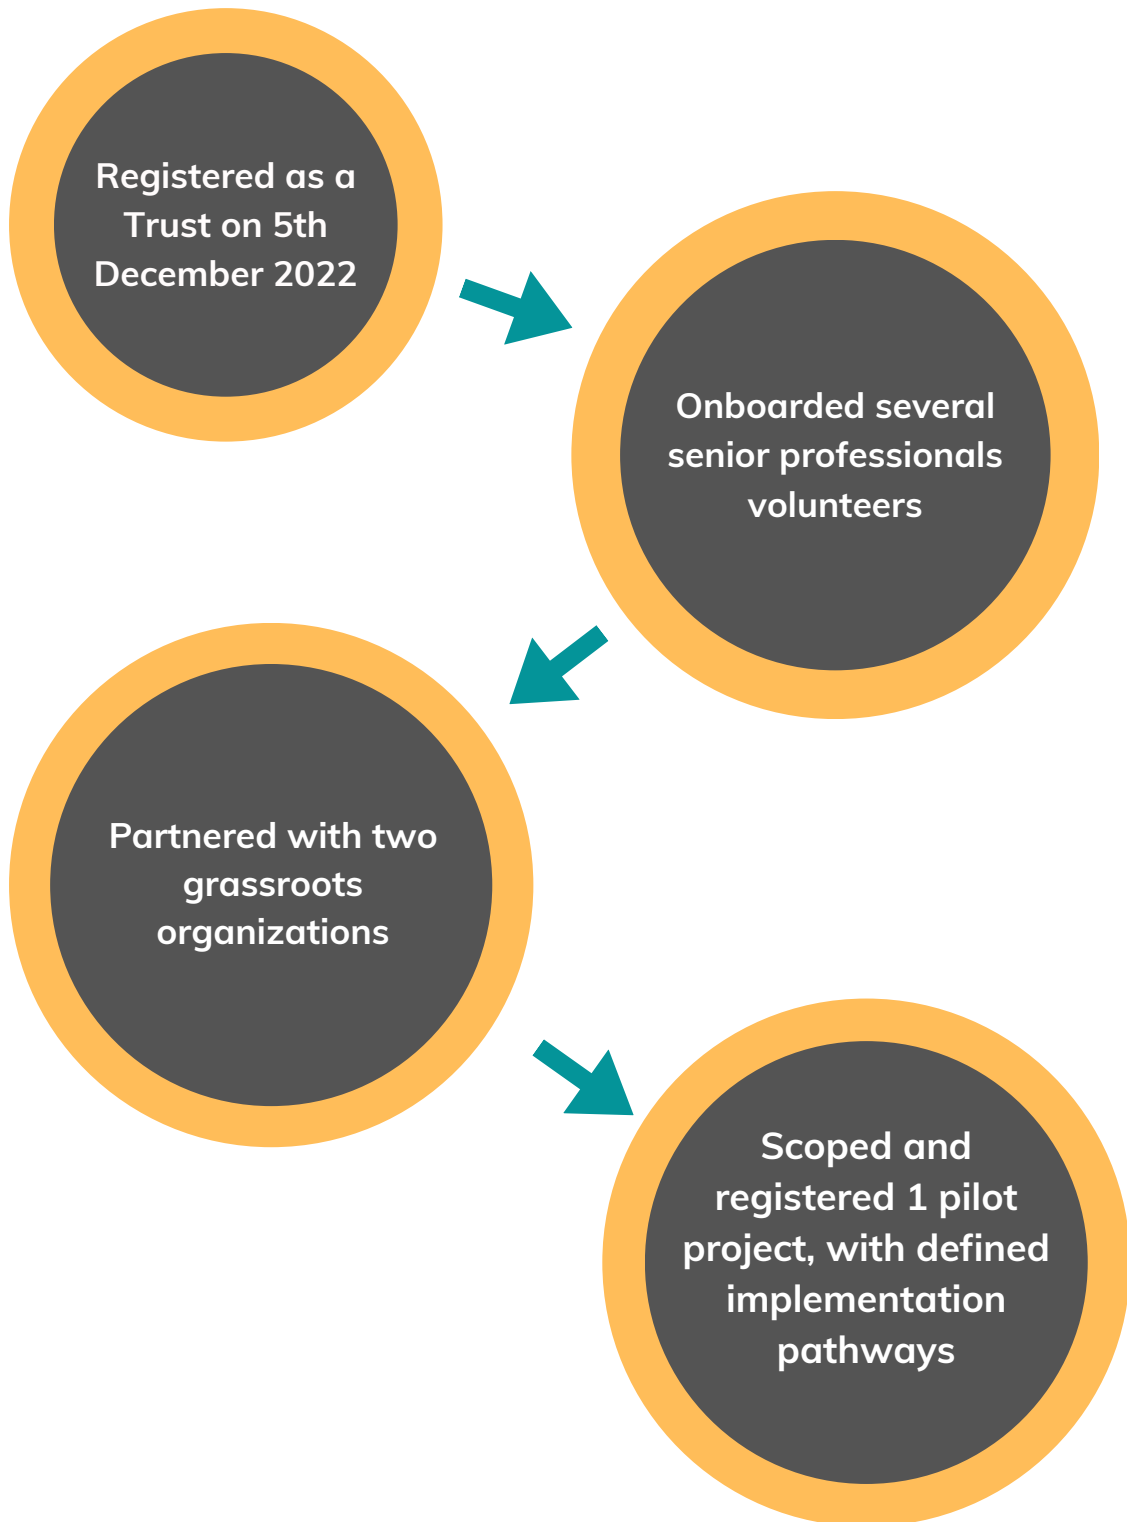 Registered as a
Trust on 5th
December 2022
Onboarded several
senior professionals
volunteers
Partnered with two
grassroots
organizations
Scoped and
registered 1 pilot
project, with defined
implementation
pathways